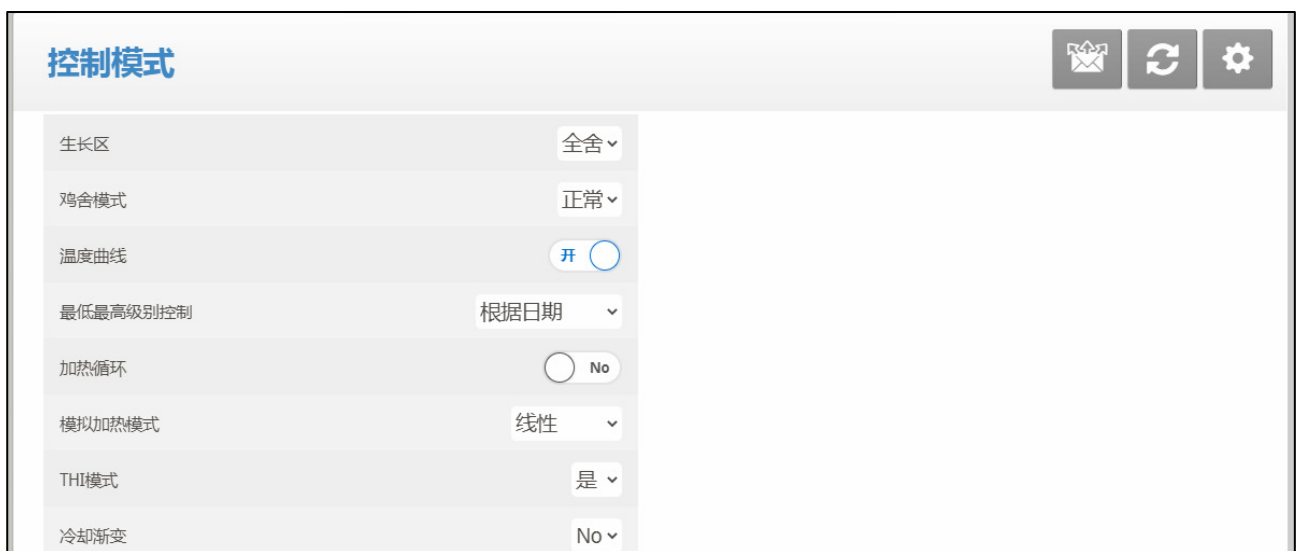 控制模式
生长区 全舍
鸡舍模式 正常
温度曲线 开
最低最高级别控制 根据日期
加热循环 No
模拟加热模式 线性
THI模式 是
冷却渐变 No